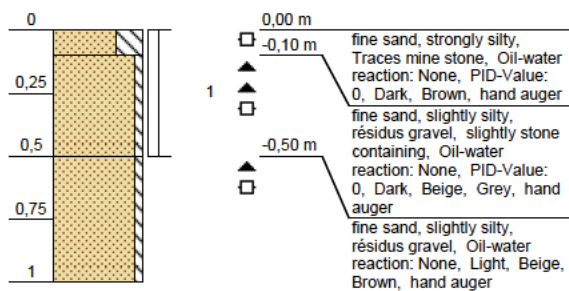 0
0,25
0,5
0,75
1
1
0,00 m
fine sand, strongly silty,
Traces mine stone, Oil-water
reaction: None, PID-Value:
0, Dark, Brown, hand auger
-0,10 m
fine sand, slightly silty,
résidus gravel, slightly stone
containing, Oil-water
reaction: None, PID-Value:
0, Dark, Beige, Grey, hand
auger
-0,50 m
fine sand, slightly silty,
résidus gravel, Oil-water
reaction: None, Light, Beige,
Brown, hand auger